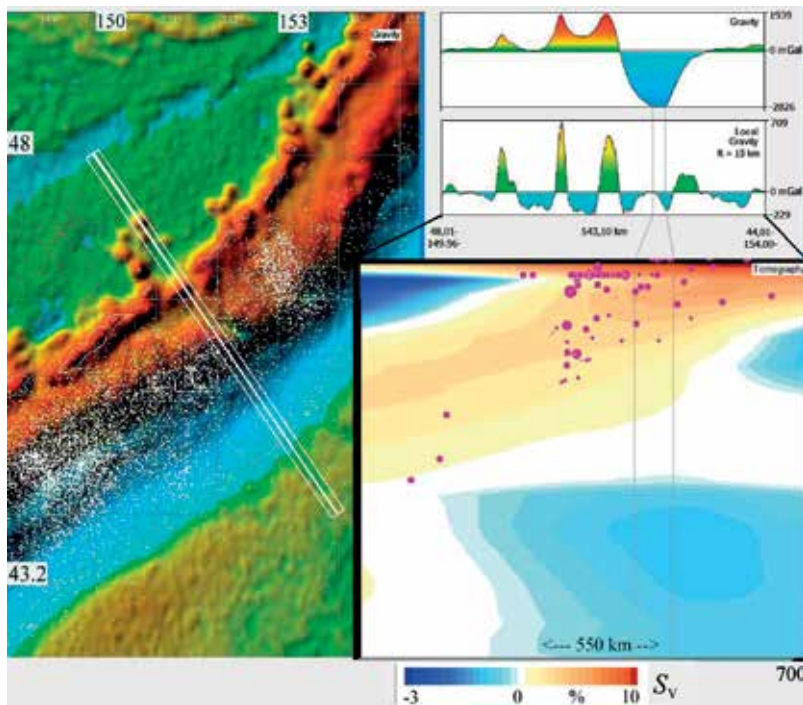 150
153
Gravity
48
43.2
Gravity
1939
0 mGal
-2826
709
Local
Gravity
R = 10 km
0 mGal
-229
48,01-
149.96-
543,10 km
44,01-
154.00-
Tomography
<--- 550 km -->
-3 0 % 10 Sv
700